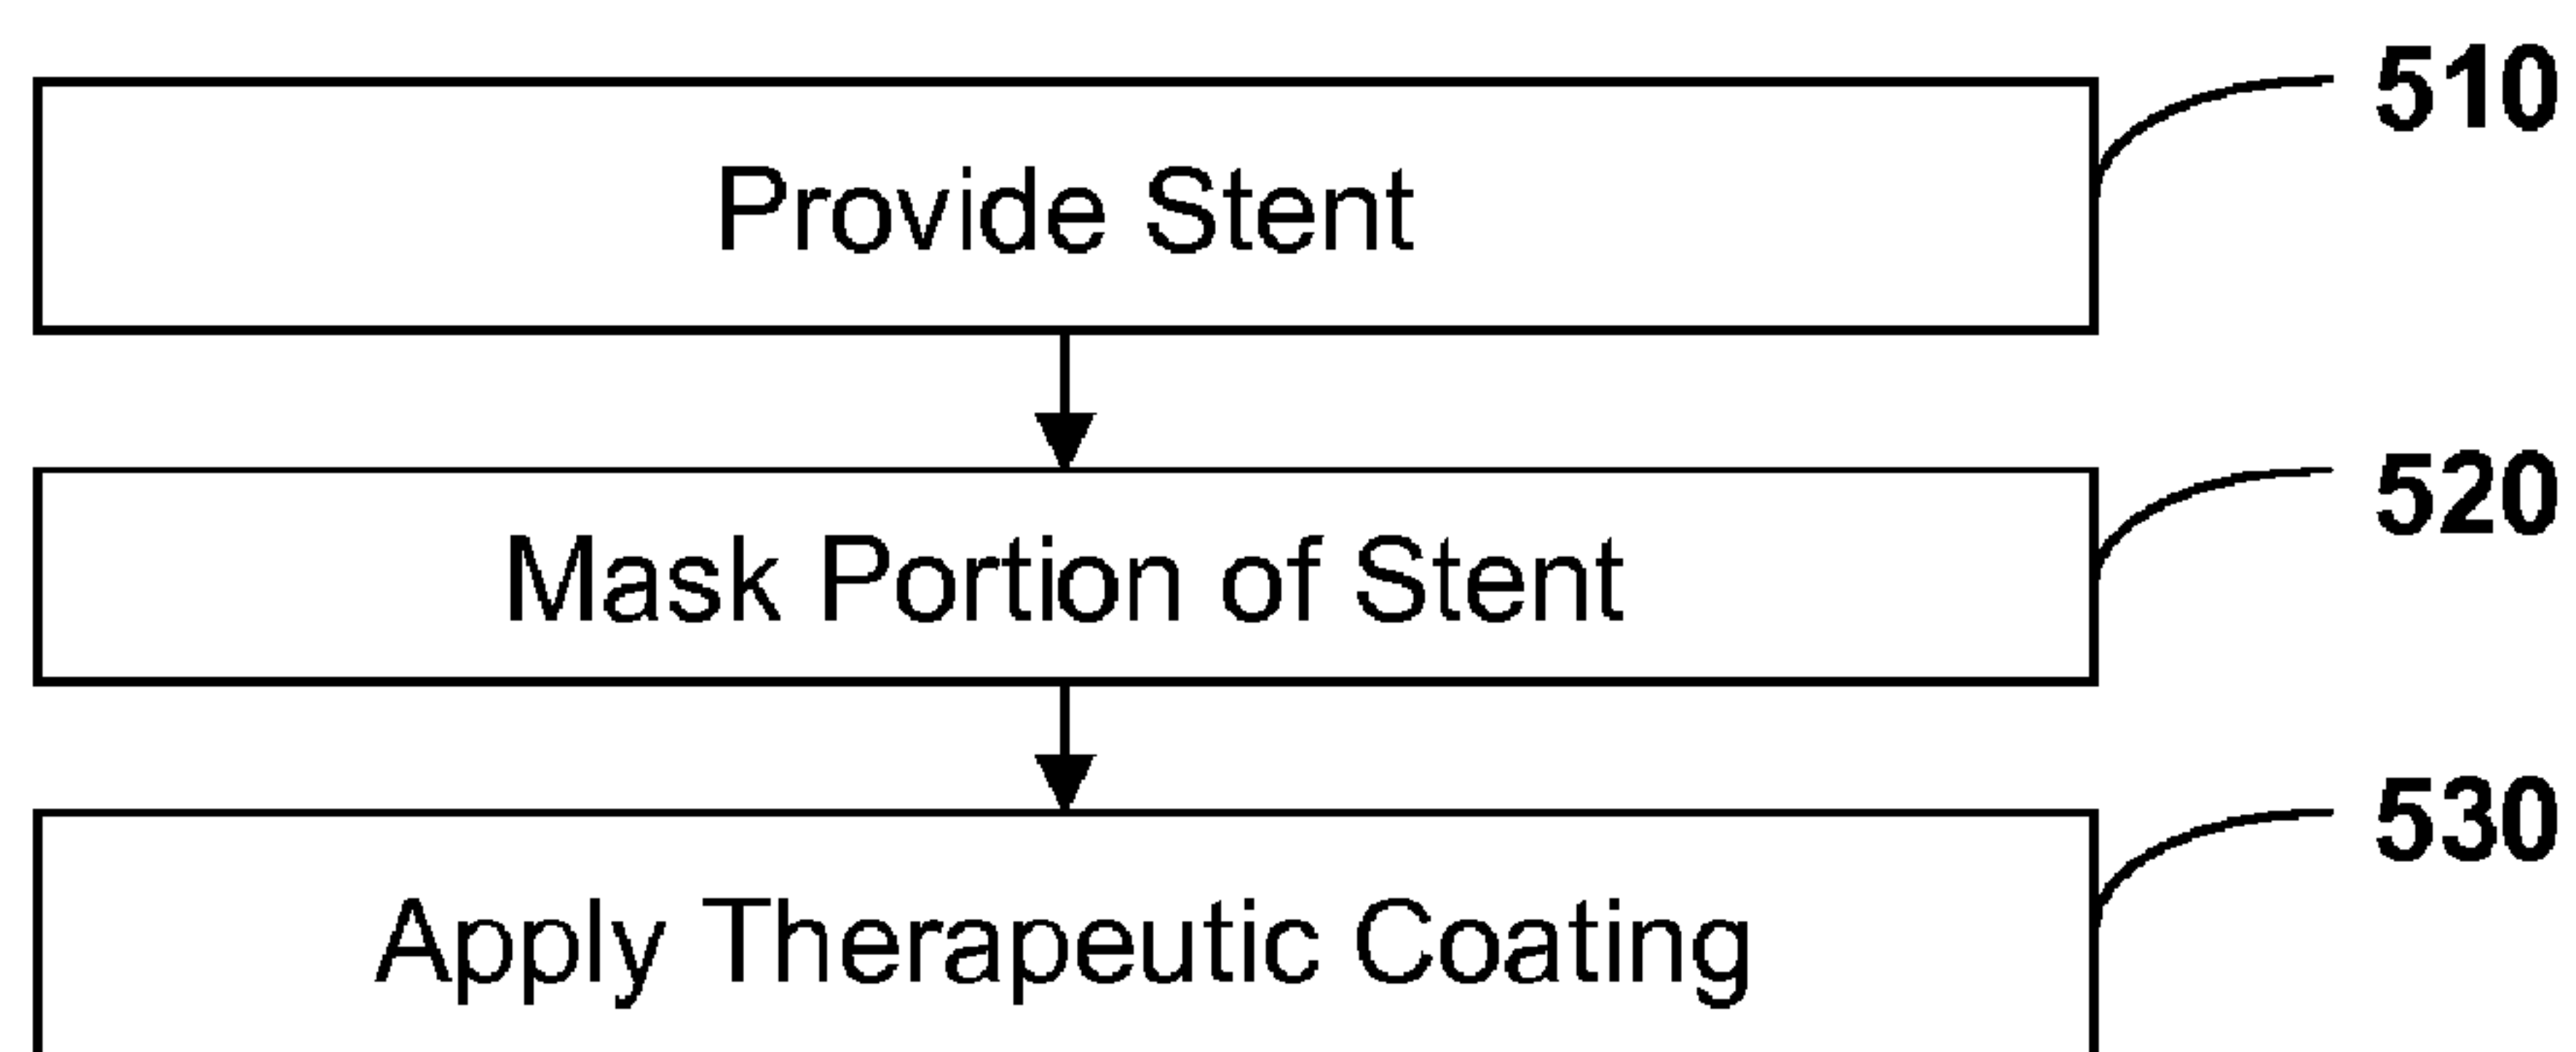 510
Provide Stent
520
Mask Portion of Stent
530
Apply Therapeutic Coating